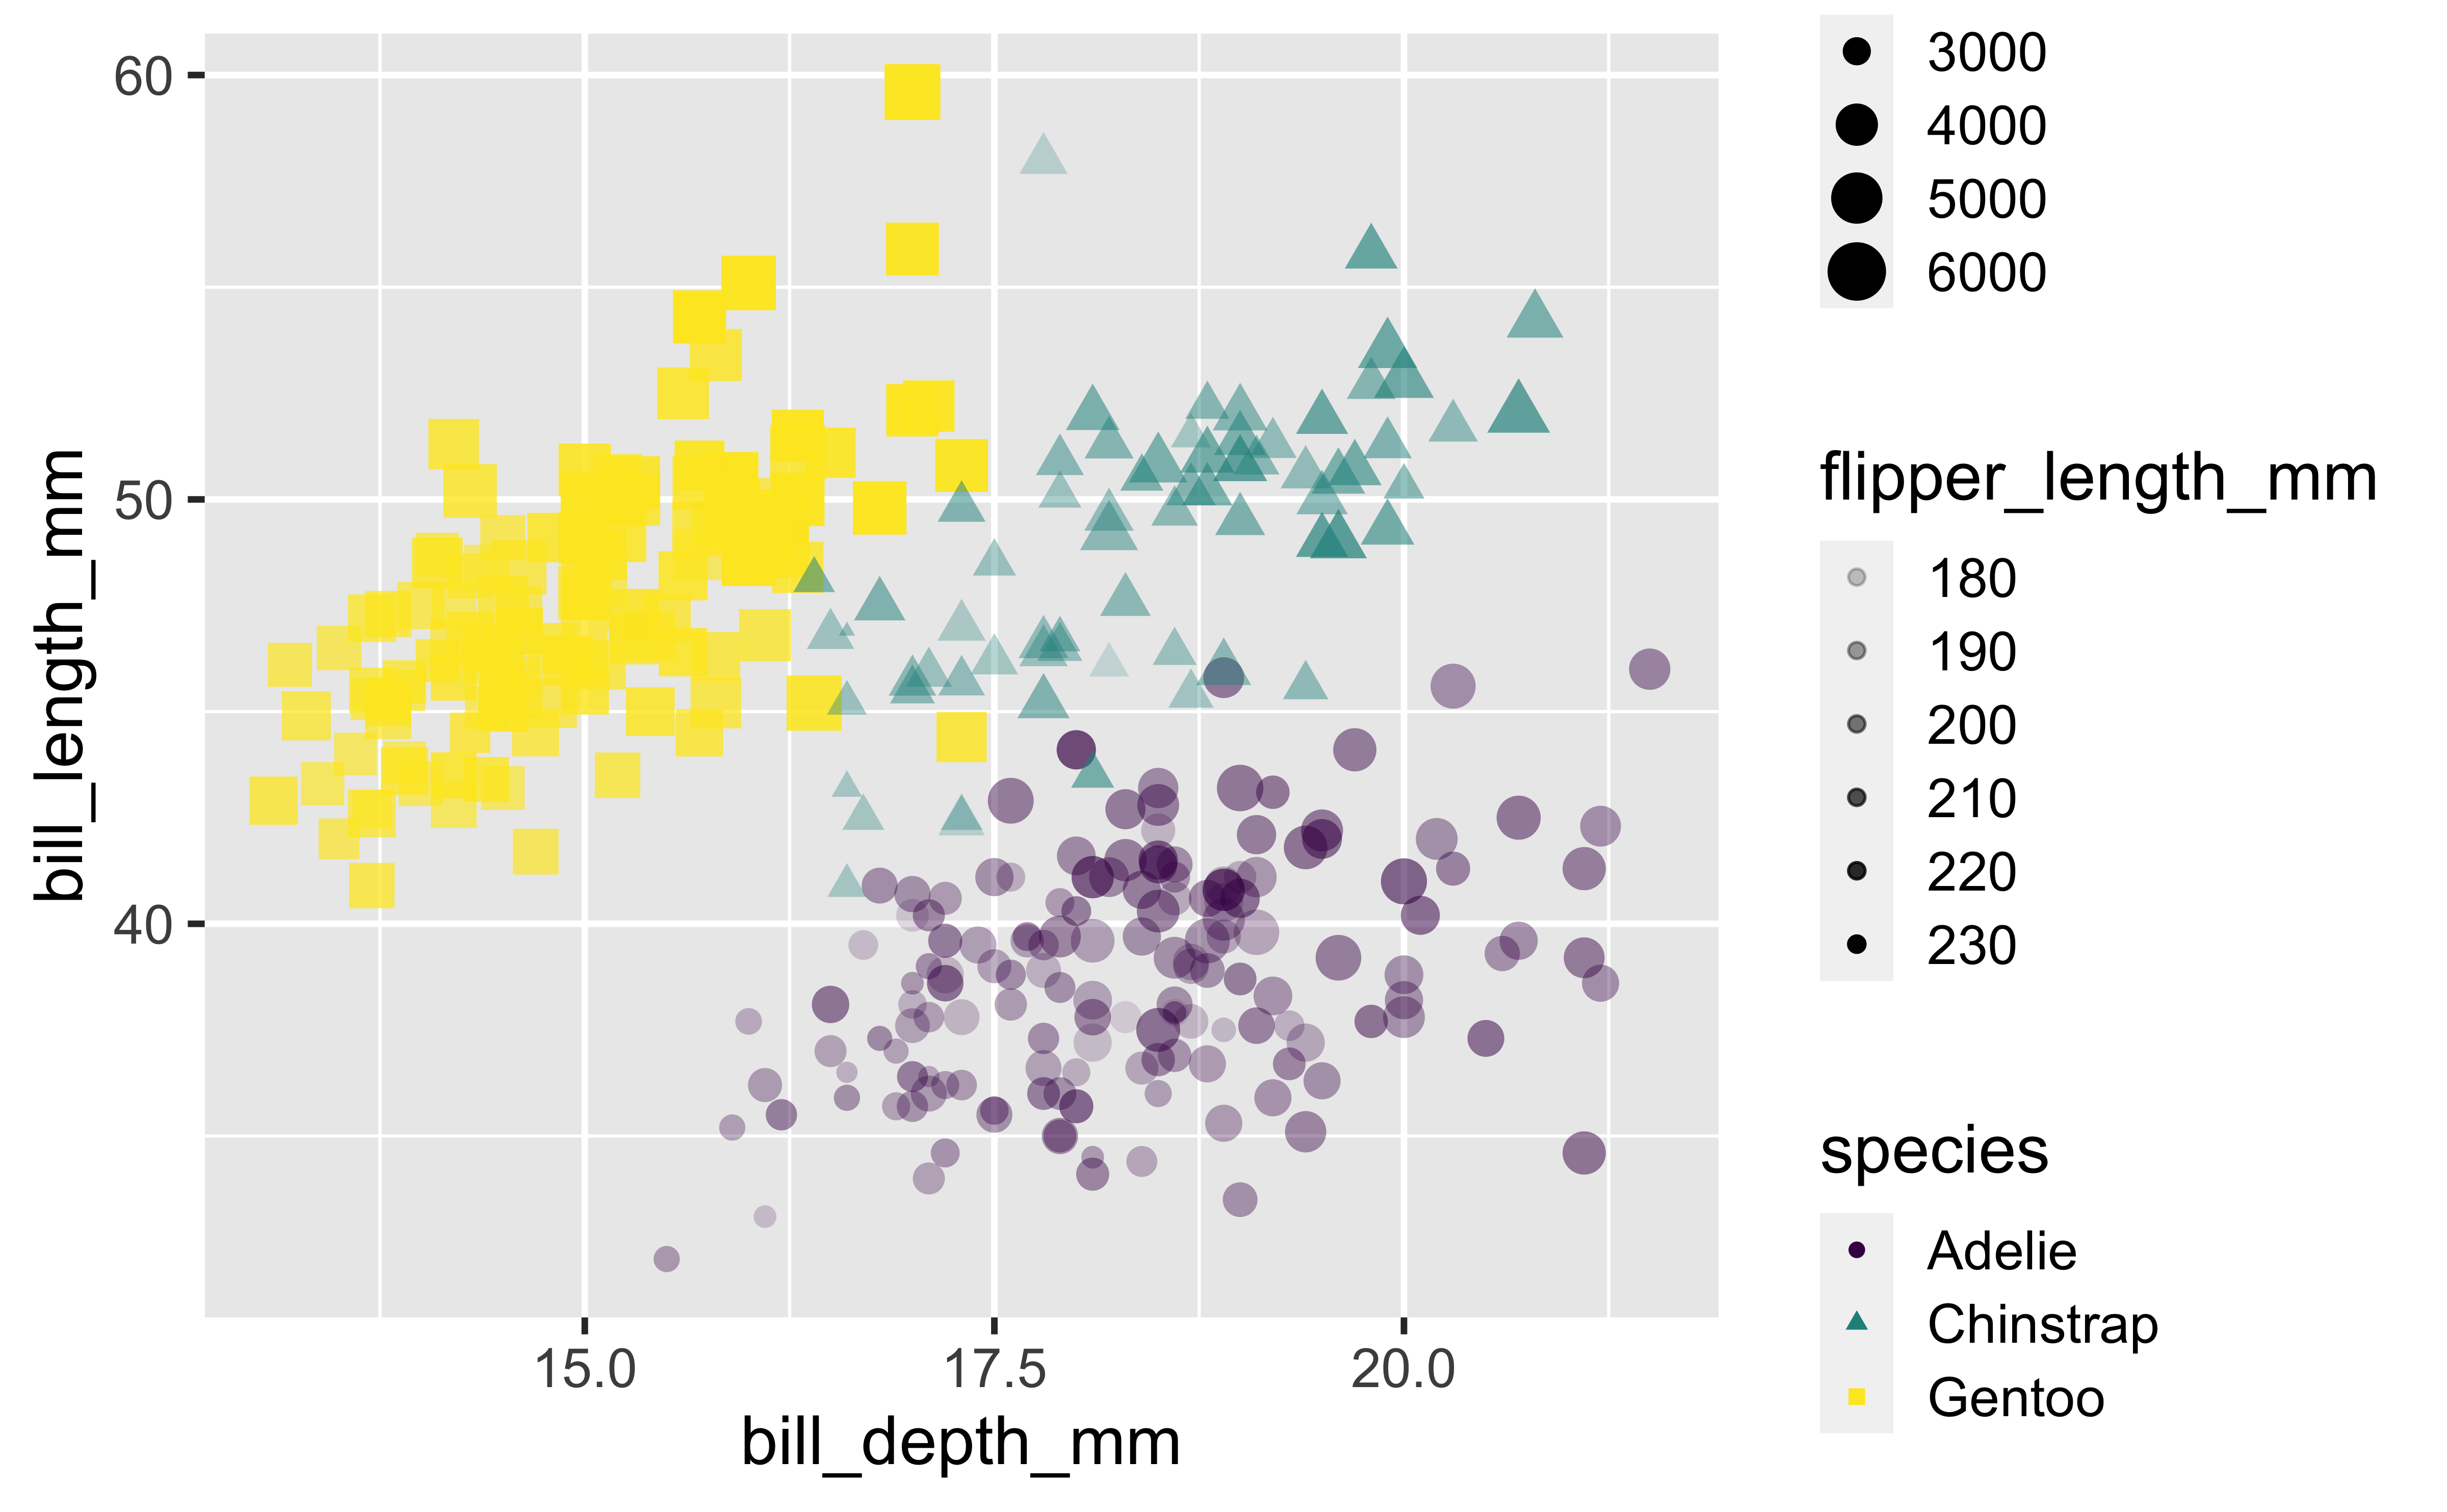 60
50
40
bill_length_mm
15.0
17.5
20.0
bill_depth_mm
3000
4000
5000
6000
flipper_length_mm
180
190
200
210
220
230
species
Adelie
Chinstrap
Gentoo